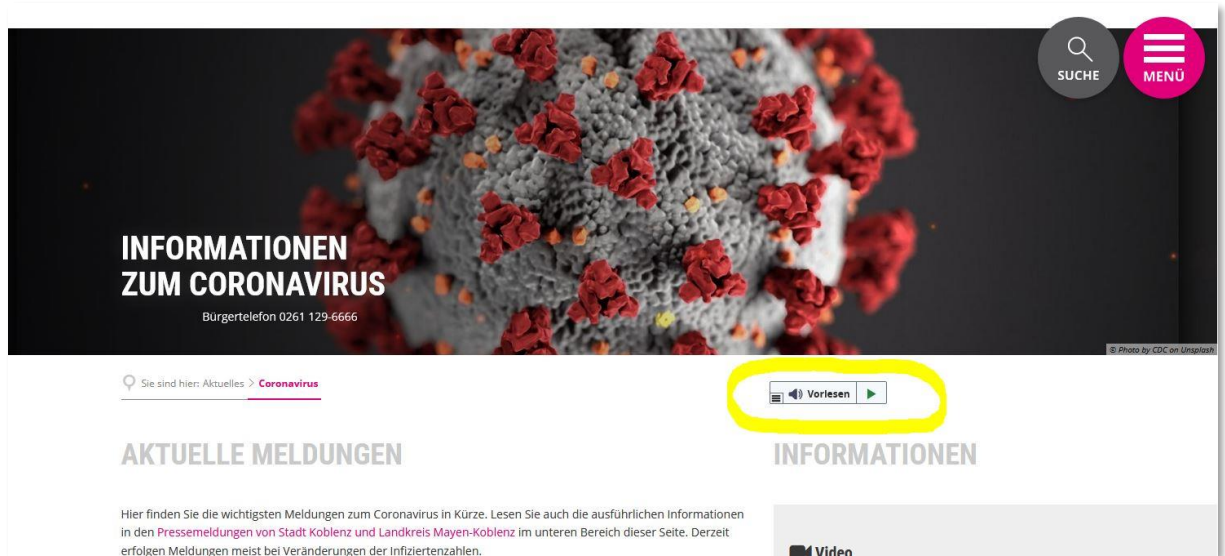 SUCHE
MENÜ
INFORMATIONEN
ZUM CORONAVIRUS
Bürgertelefon 0261 129-6666
© Photo by CDC on Unsplash
Sie sind hier: Aktuelles > Coronavirus
Vorlesen
AKTUELLE MELDUNGEN
INFORMATIONEN
Hier finden Sie die wichtigsten Meldungen zum Coronavirus in Kürze. Lesen Sie auch die ausführlichen Informationen
in den Pressemeldungen von Stadt Koblenz und Landkreis Mayen-Koblenz im unteren Bereich dieser Seite. Derzeit
erfolgen Meldungen meist bei Veränderungen der Infiziertenzahlen.
Video